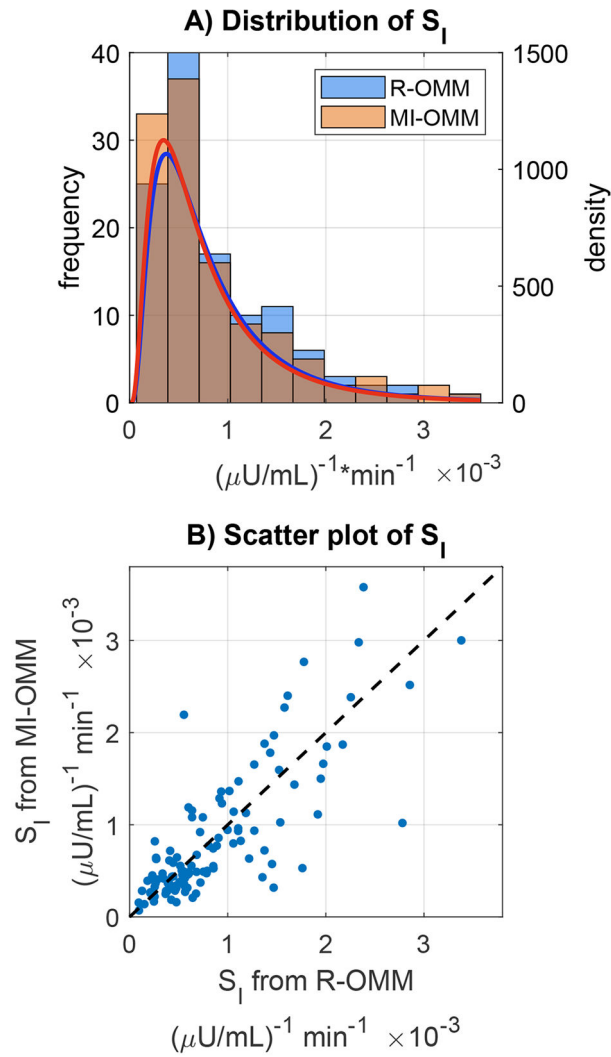 A) Distribution of S_I
40
30
20
10
0
frequency
1500
1000
500
0
density
R-OMM
MI-OMM
0
1
2
3
(μU/mL)^-1*min^-1 ×10^-3
B) Scatter plot of S_I
S_I from MI-OMM
(μU/mL)^-1 min^-1 ×10^-3
3
2
1
0
0
1
2
3
S_I from R-OMM
(μU/mL)^-1 min^-1 ×10^-3